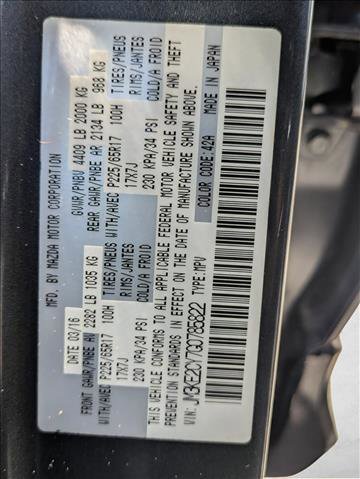 MFD. BY MAZDA MOTOR CORPORATION
DATE 03/16 GVWR/PNBV 4409 LB 2000 KG
FRONT GAWR/PNBE AV 2282 LB 1035 KG REAR GAWR/PNBE AR 2134 LB 968 KG
WITH/AVEC P225/65R17 100H TIRES/PNEUS WITH/AVEC P225/65R17 100H TIRES/PNEUS
17X7J RIMS/JANTES 17X7J RIMS/JANTES
230 KPA/34 PSI COLD/A FROID 230 KPA/34 PSI COLD/A FROID
THIS VEHICLE CONFORMS TO ALL APPLICABLE FEDERAL MOTOR VEHICLE SAFETY AND THEFT
PREVENTION STANDARDS IN EFFECT ON THE DATE OF MANUFACTURE SHOWN ABOVE.
VIN: JM3KE2CY7G0785822 TYPE: MPV MADE IN JAPAN
COLOR CODE: 42A